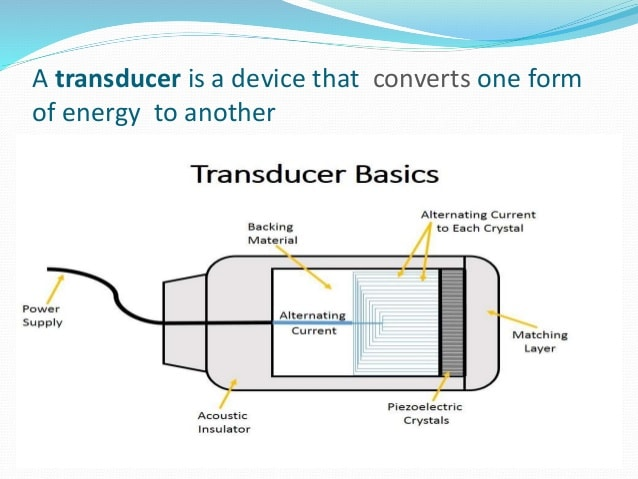 A transducer is a device that converts one form
of energy to another
Transducer Basics
Backing
Material
Alternating Current
to Each Crystal
Power
Supply
Alternating
Current
Matching
Layer
Acoustic
Insulator
Piezoelectric
Crystals